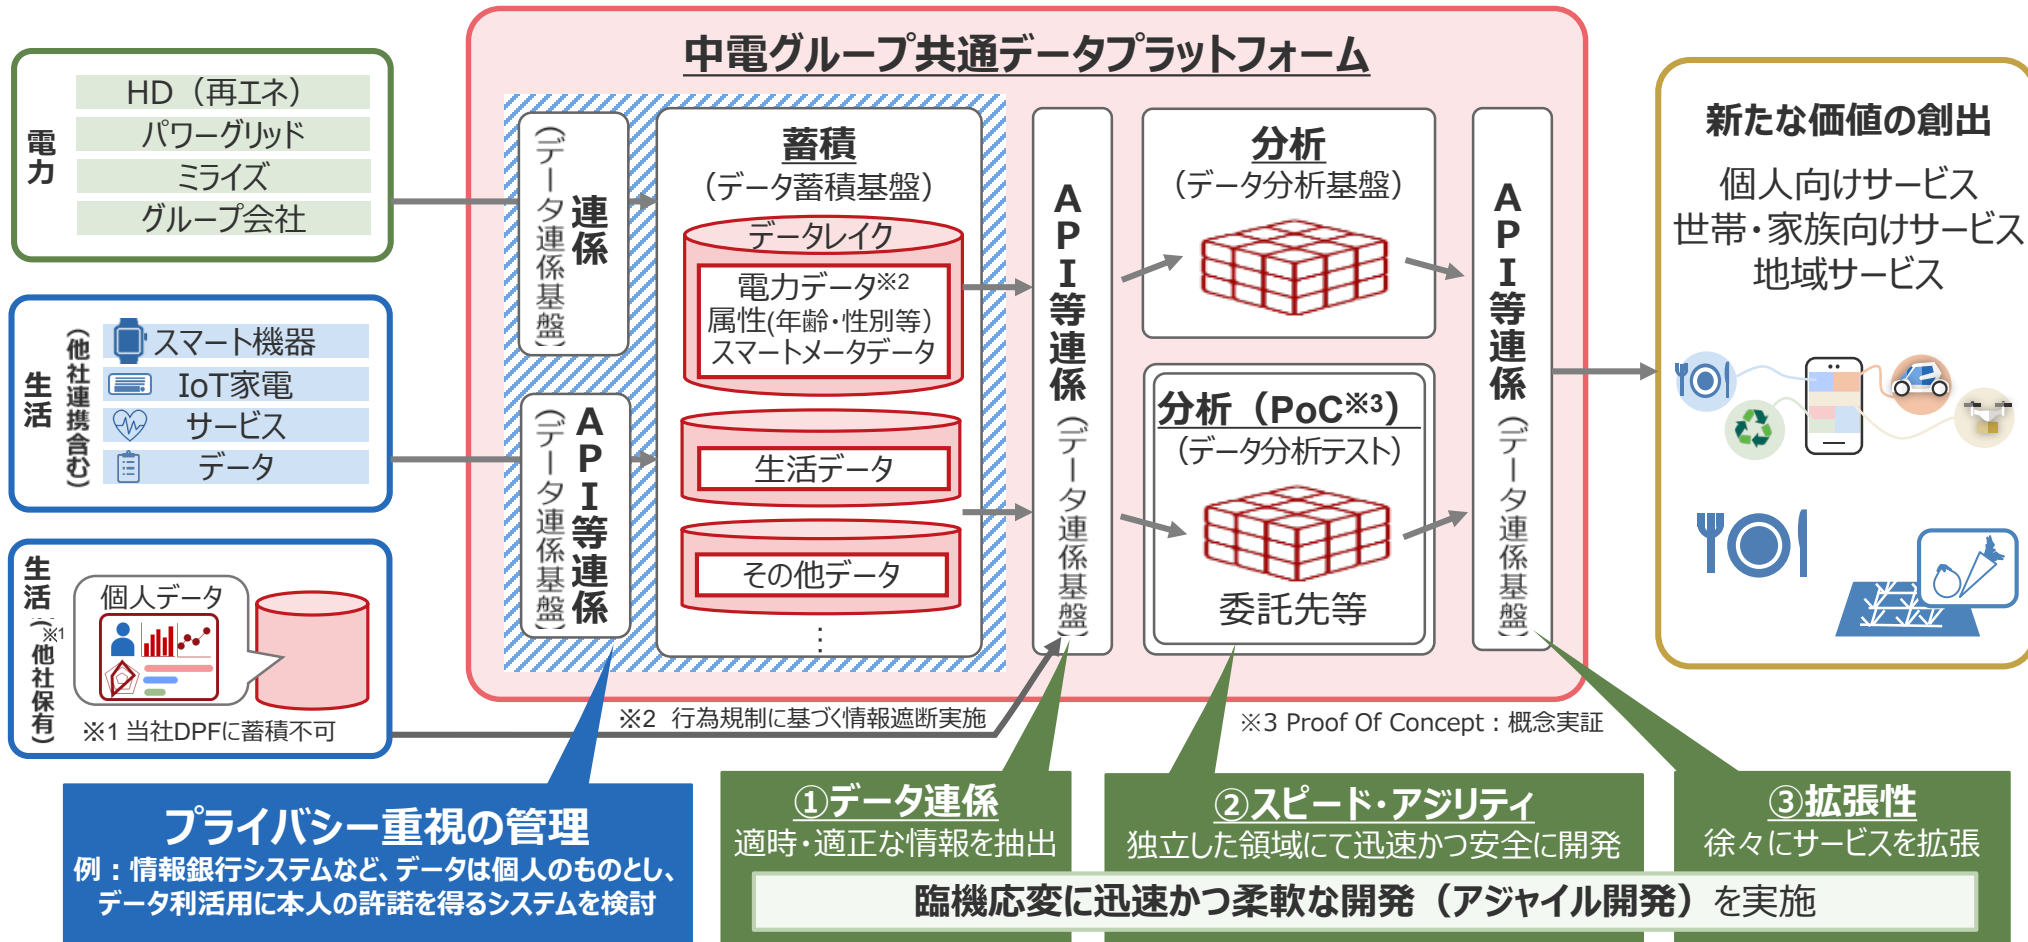 中電グループ共通データプラットフォーム
電力
HD（再エネ）
パワーグリッド
ミライズ
グループ会社
生活
（他社連携含む）
スマート機器
IoT家電
サービス
データ
生活
（他社保有）
※1
個人データ
※1 当社DPFに蓄積不可
連係
（データ連係基盤）
API等連係
（データ連係基盤）
蓄積
（データ蓄積基盤）
データレイク
電力データ※2
属性(年齢・性別等）
スマートメータデータ
生活データ
その他データ
⋮
API等連係
（データ連係基盤）
分析
（データ分析基盤）
分析（PoC※3）
（データ分析テスト）
委託先等
API等連係
（データ連係基盤）
※2　行為規制に基づく情報遮断実施
※3 Proof Of Concept：概念実証
新たな価値の創出
個人向けサービス
世帯・家族向けサービス
地域サービス
プライバシー重視の管理
例：情報銀行システムなど、データは個人のものとし、
データ利活用に本人の許諾を得るシステムを検討
①データ連係
適時・適正な情報を抽出
②スピード・アジリティ
独立した領域にて迅速かつ安全に開発
③拡張性
徐々にサービスを拡張
臨機応変に迅速かつ柔軟な開発（アジャイル開発）を実施